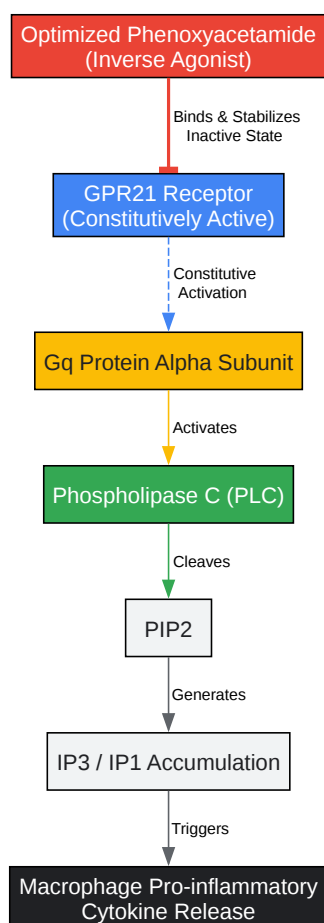 Optimized Phenoxyacetamide
(Inverse Agonist)
Binds & Stabilizes
Inactive State
GPR21 Receptor
(Constitutively Active)
Constitutive
Activation
Gq Protein Alpha Subunit
Activates
Phospholipase C (PLC)
Cleaves
PIP2
Generates
IP3 / IP1 Accumulation
Triggers
Macrophage Pro-inflammatory
Cytokine Release